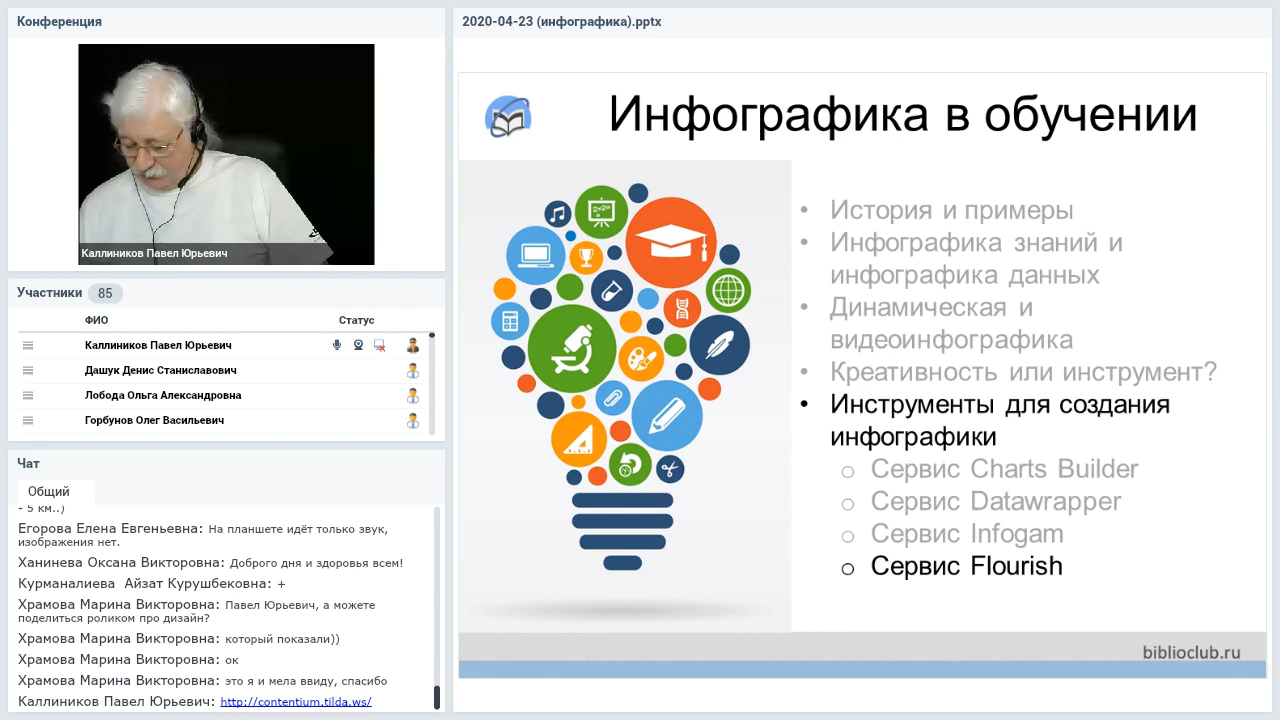 Конференция
Каллиников Павел Юрьевич
Участники 85
ФИО Статус
Каллиников Павел Юрьевич
Дашук Денис Станиславович
Лобода Ольга Александровна
Горбунов Олег Васильевич
Чат
Общий
- 5 км..)
Егорова Елена Евгеньевна: На планшете идёт только звук,
изображения нет.
Ханинева Оксана Викторовна: Доброго дня и здоровья всем!
Курманалиева Айзат Курушбековна: +
Храмова Марина Викторовна: Павел Юрьевич, а можете
поделиться роликом про дизайн?
Храмова Марина Викторовна: который показали))
Храмова Марина Викторовна: ок
Храмова Марина Викторовна: это я и мела ввиду, спасибо
Каллиников Павел Юрьевич: http://contentium.tilda.ws/
2020-04-23 (инфографика).pptx
Инфографика в обучении
• История и примеры
• Инфографика знаний и
инфографика данных
• Динамическая и
видеоинфографика
• Креативность или инструмент?
• Инструменты для создания
инфографики
o Сервис Charts Builder
o Сервис Datawrapper
o Сервис Infogam
o Сервис Flourish
biblioclub.ru